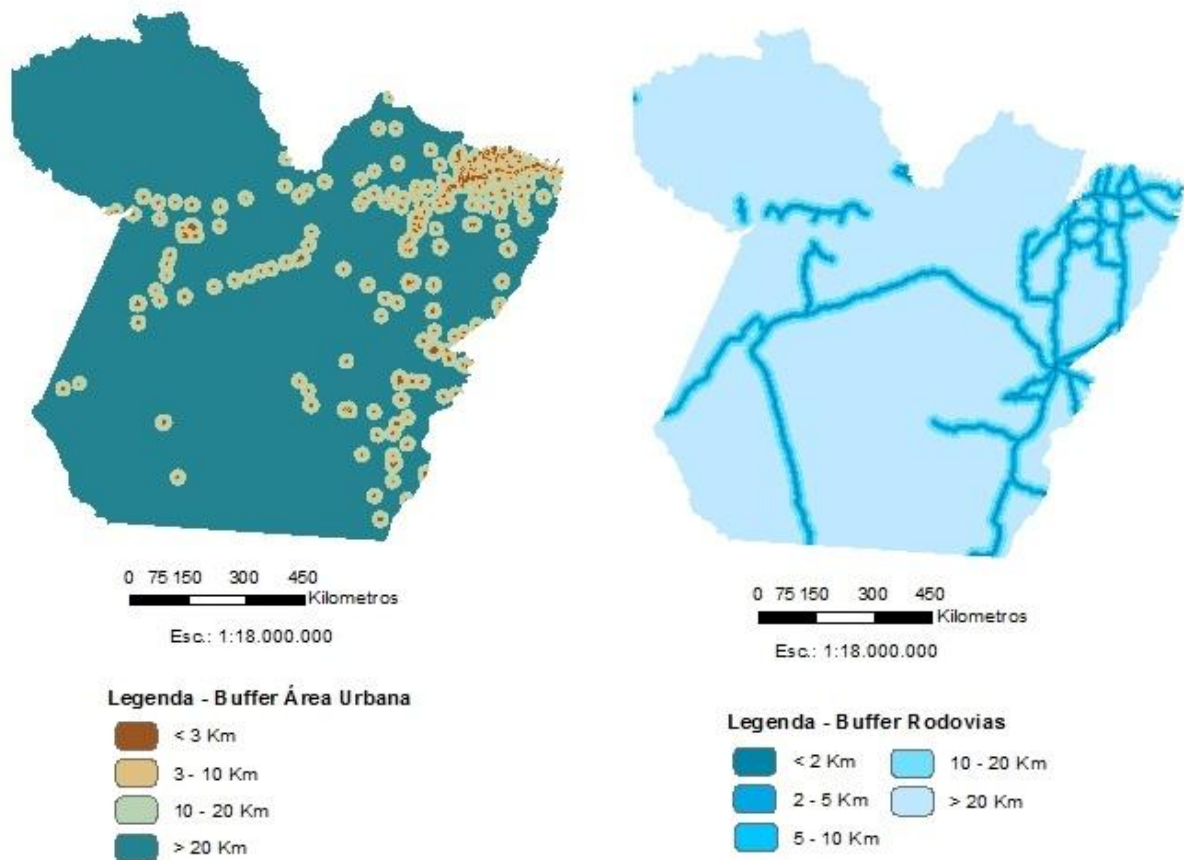 0 75 150 300 450
Kilometros
Esc.: 1:18.000.000
Legenda - Buffer Área Urbana
< 3 Km
3 - 10 Km
10 - 20 Km
> 20 Km
0 75 150 300 450
Kilometros
Esc.: 1:18.000.000
Legenda - Buffer Rodovias
< 2 Km
2 - 5 Km
5 - 10 Km
10 - 20 Km
> 20 Km